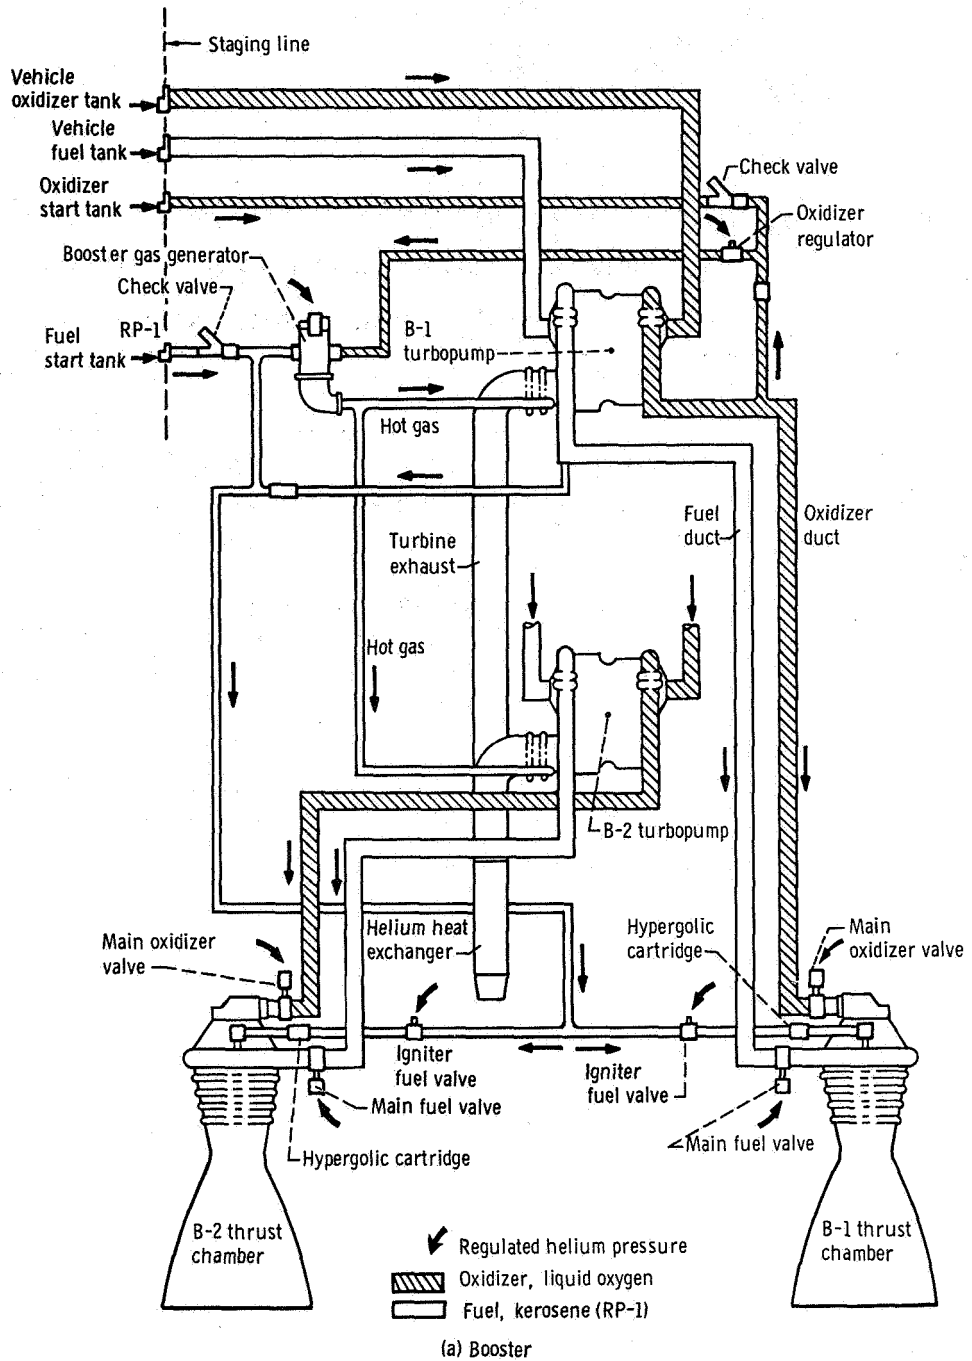 Staging line
Vehicle
oxidizer tank
Vehicle
fuel tank
Oxidizer
start tank
Check valve
Oxidizer
regulator
Booster gas generator
Check valve
RP-1
Fuel
start tank
B-1
turbopump
Hot gas
Fuel
duct
Oxidizer
duct
Turbine
exhaust
Hot gas
B-2 turbopump
Helium heat
exchanger
Hypergolic
cartridge
Main
oxidizer valve
Main oxidizer
valve
Igniter
fuel valve
Igniter
fuel valve
Main fuel valve
Main fuel valve
Hypergolic cartridge
B-2 thrust
chamber
B-1 thrust
chamber
Regulated helium pressure
Oxidizer, liquid oxygen
Fuel, kerosene (RP-1)
(a) Booster